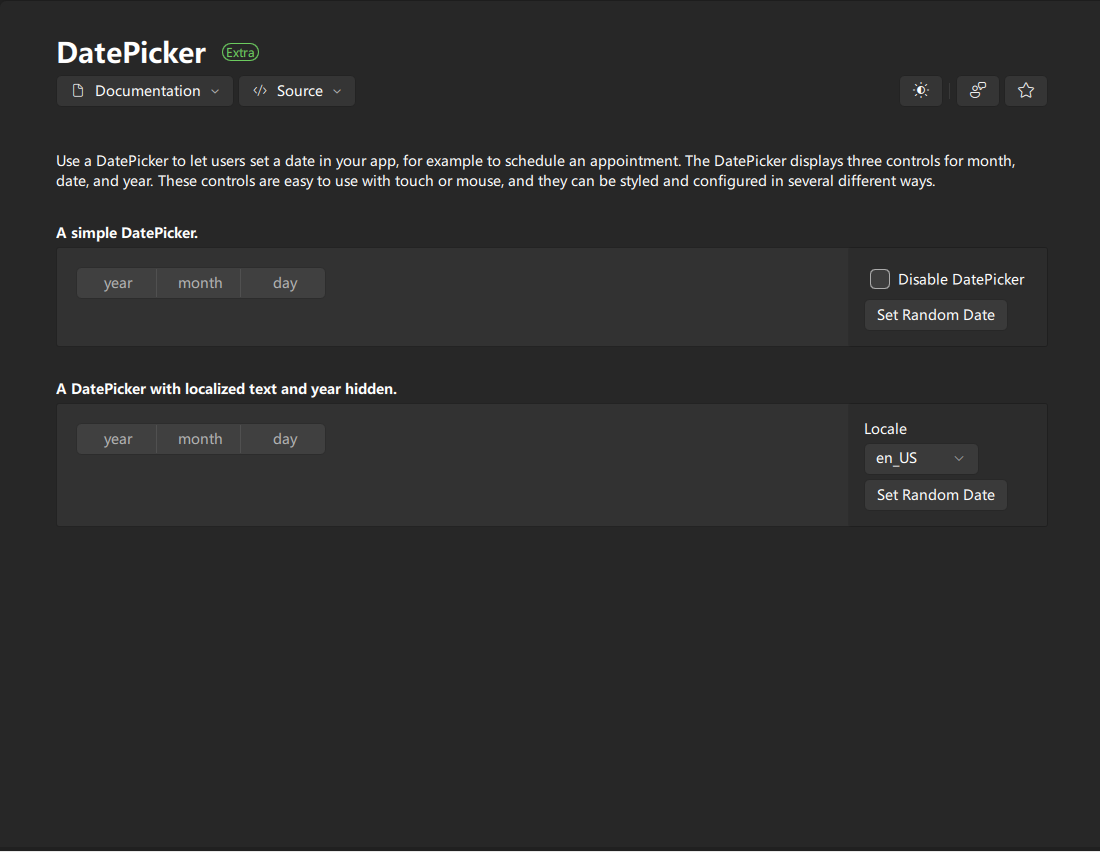 DatePicker Extra
Documentation Source
Use a DatePicker to let users set a date in your app, for example to schedule an appointment. The DatePicker displays three controls for month,
date, and year. These controls are easy to use with touch or mouse, and they can be styled and configured in several different ways.
A simple DatePicker.
year month day
Disable DatePicker
Set Random Date
A DatePicker with localized text and year hidden.
year month day
Locale
en_US
Set Random Date